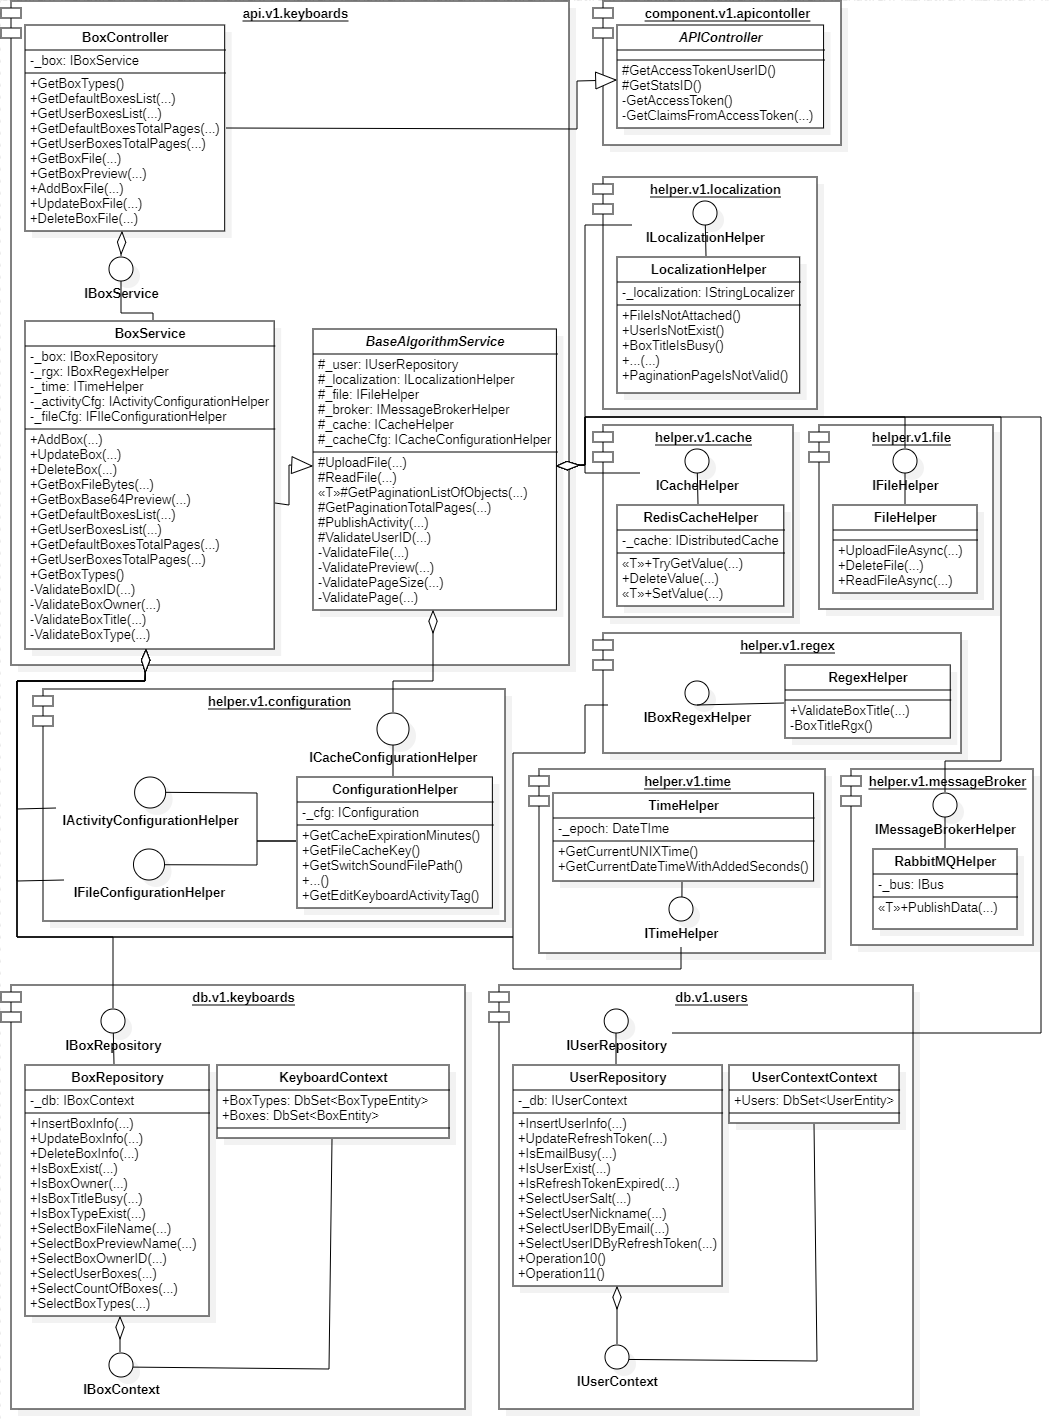 api.v1.keyboards
BoxController
-_box: IBoxService
+GetBoxTypes()
+GetDefaultBoxesList(...)
+GetUserBoxesList(...)
+GetDefaultBoxesTotalPages(...)
+GetUserBoxesTotalPages(...)
+GetBoxFile(...)
+GetBoxPreview(...)
+AddBoxFile(...)
+UpdateBoxFile(...)
+DeleteBoxFile(...)
IBoxService
BoxService
-_box: IBoxRepository
-_rgx: IBoxRegexHelper
-_time: ITimeHelper
-_activityCfg: IActivityConfigurationHelper
-_fileCfg: IFIleConfigurationHelper
+AddBox(...)
+UpdateBox(...)
+DeleteBox(...)
+GetBoxFileBytes(...)
+GetBoxBase64Preview(...)
+GetDefaultBoxesList(...)
+GetUserBoxesList(...)
+GetDefaultBoxesTotalPages(...)
+GetUserBoxesTotalPages(...)
+GetBoxTypes()
-ValidateBoxID(...)
-ValidateBoxOwner(...)
-ValidateBoxTitle(...)
-ValidateBoxType(...)
BaseAlgorithmService
#_user: IUserRepository
#_localization: ILocalizationHelper
#_file: IFileHelper
#_broker: IMessageBrokerHelper
#_cache: ICacheHelper
#_cacheCfg: ICacheConfigurationHelper
#UploadFile(...)
#ReadFile(...)
«T»#GetPaginationListOfObjects(...)
#GetPaginationTotalPages(...)
#PublishActivity(...)
#ValidateUserID(...)
-ValidateFile(...)
-ValidatePreview(...)
-ValidatePageSize(...)
-ValidatePage(...)
component.v1.apicontoller
APIController
#GetAccessTokenUserID()
#GetStatsID()
-GetAccessToken()
-GetClaimsFromAccessToken(...)
helper.v1.localization
ILocalizationHelper
LocalizationHelper
-_localization: IStringLocalizer
+FileIsNotAttached()
+UserIsNotExist()
+BoxTitleIsBusy()
+...(...)
+PaginationPageIsNotValid()
helper.v1.cache
ICacheHelper
RedisCacheHelper
-_cache: IDistributedCache
«T»+TryGetValue(...)
+DeleteValue(...)
«T»+SetValue(...)
helper.v1.file
IFileHelper
FileHelper
+UploadFileAsync(...)
+DeleteFile(...)
+ReadFileAsync(...)
helper.v1.regex
IBoxRegexHelper
RegexHelper
+ValidateBoxTitle(...)
-BoxTitleRgx()
helper.v1.configuration
ICacheConfigurationHelper
IActivityConfigurationHelper
IFileConfigurationHelper
ConfigurationHelper
-_cfg: IConfiguration
+GetCacheExpirationMinutes()
+GetFileCacheKey()
+GetSwitchSoundFilePath()
+...()
+GetEditKeyboardActivityTag()
helper.v1.time
TimeHelper
-_epoch: DateTIme
+GetCurrentUNIXTime()
+GetCurrentDateTimeWithAddedSeconds()
ITimeHelper
helper.v1.messageBroker
IMessageBrokerHelper
RabbitMQHelper
-_bus: IBus
«T»+PublishData(...)
db.v1.keyboards
IBoxRepository
BoxRepository
-_db: IBoxContext
+InsertBoxInfo(...)
+UpdateBoxInfo(...)
+DeleteBoxInfo(...)
+IsBoxExist(...)
+IsBoxOwner(...)
+IsBoxTitleBusy(...)
+IsBoxTypeExist(...)
+SelectBoxFileName(...)
+SelectBoxPreviewName(...)
+SelectBoxOwnerID(...)
+SelectUserBoxes(...)
+SelectCountOfBoxes(...)
+SelectBoxTypes(...)
KeyboardContext
+BoxTypes: DbSet<BoxTypeEntity>
+Boxes: DbSet<BoxEntity>
IBoxContext
db.v1.users
IUserRepository
UserRepository
-_db: IUserContext
+InsertUserInfo(...)
+UpdateRefreshToken(...)
+IsEmailBusy(...)
+IsUserExist(...)
+IsRefreshTokenExpired(...)
+SelectUserSalt(...)
+SelectUserNickname(...)
+SelectUserIDByEmail(...)
+SelectUserIDByRefreshToken(...)
+Operation10()
+Operation11()
UserContextContext
+Users: DbSet<UserEntity>
IUserContext